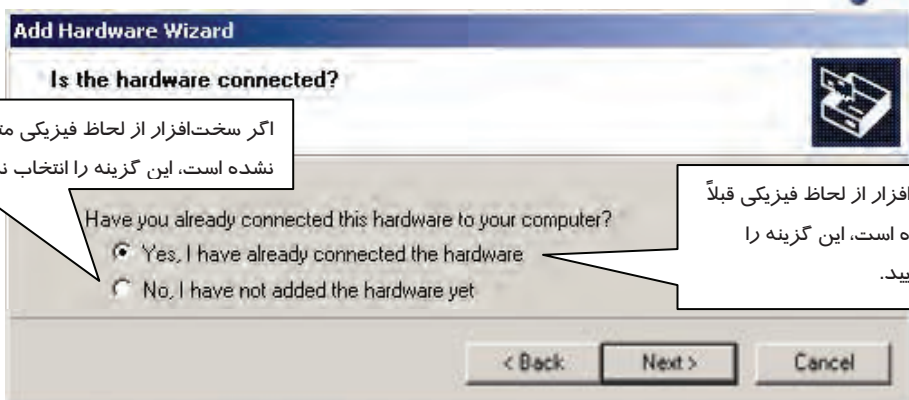 Add Hardware Wizard
Is the hardware connected?
اگر سخت‌افزار از لحاظ فیزیکی
نشده است، این گزینه را انتخاب
افزار از لحاظ فیزیکی قبلاً
است، این گزینه را
Have you already connected this hardware to your computer?
Yes, I have already connected the hardware
No, I have not added the hardware yet
< Back
Next >
Cancel